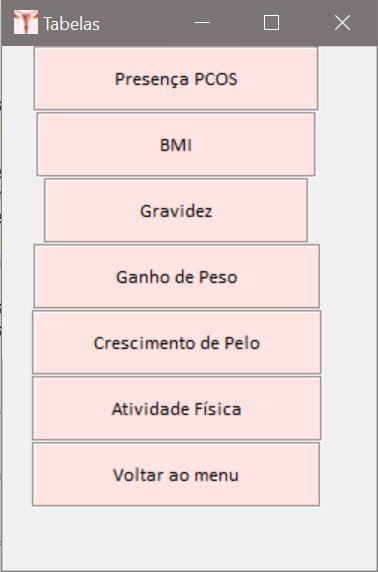 Tabelas
Presença PCOS
BMI
Gravidez
Ganho de Peso
Crescimento de Pelo
Atividade Física
Voltar ao menu